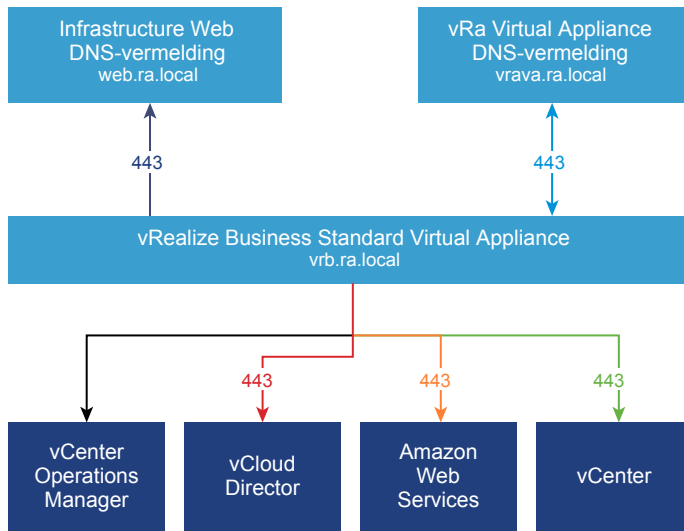 Infrastructure Web
DNS-vermelding
web.ra.local
vRa Virtual Appliance
DNS-vermelding
vrava.ra.local
443
443
vRealize Business Standard Virtual Appliance
vrb.ra.local
443
443
443
vCenter
Operations
Manager
vCloud
Director
Amazon
Web
Services
vCenter